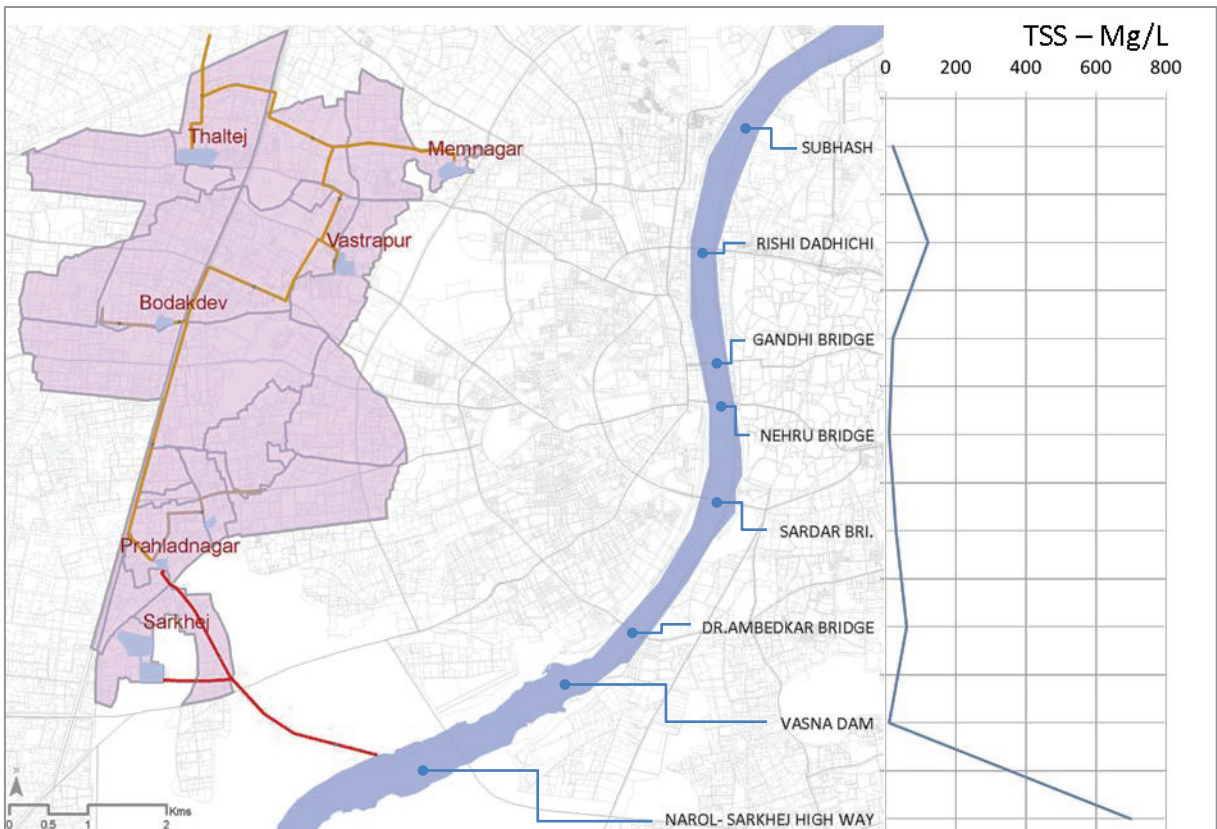 TSS – Mg/L
0 200 400 600 800
Thaltej
Memnagar
Vastrapur
Bodakdev
Prahladnagar
Sarkhej
SUBHASH
RISHI DADHICHI
GANDHI BRIDGE
NEHRU BRIDGE
SARDAR BRI.
DR.AMBEDKAR BRIDGE
VASNA DAM
NAROL- SARKHEJ HIGH WAY
Kms
0 0.5 1 2